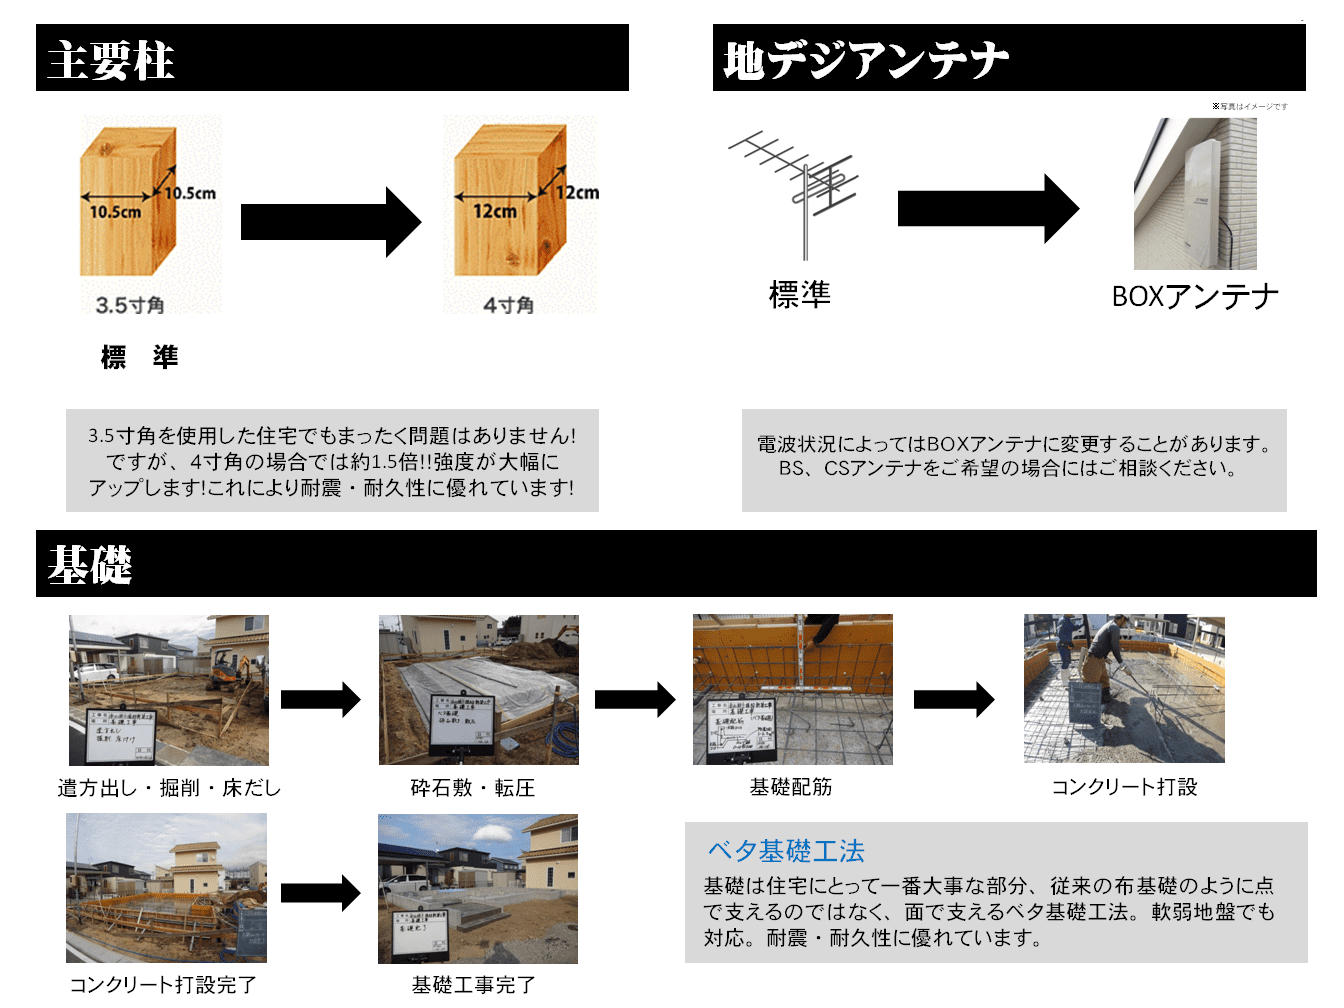 主要柱
10.5cm
10.5cm
3.5寸角
標　準
12cm
12cm
4寸角
3.5寸角を使用した住宅でもまったく問題はありません!
ですが、4寸角の場合では約1.5倍!!強度が大幅に
アップします!これにより耐震・耐久性に優れています!
地デジアンテナ
※写真はイメージです
標準
BOXアンテナ
電波状況によってはBOXアンテナに変更することがあります。
BS、CSアンテナをご希望の場合にはご相談ください。
基礎
遣方出し・掘削・床だし
砕石敷・転圧
基礎配筋
コンクリート打設
コンクリート打設完了
基礎工事完了
ベタ基礎工法
基礎は住宅にとって一番大事な部分、従来の布基礎のように点
で支えるのではなく、面で支えるベタ基礎工法。軟弱地盤でも
対応。耐震・耐久性に優れています。